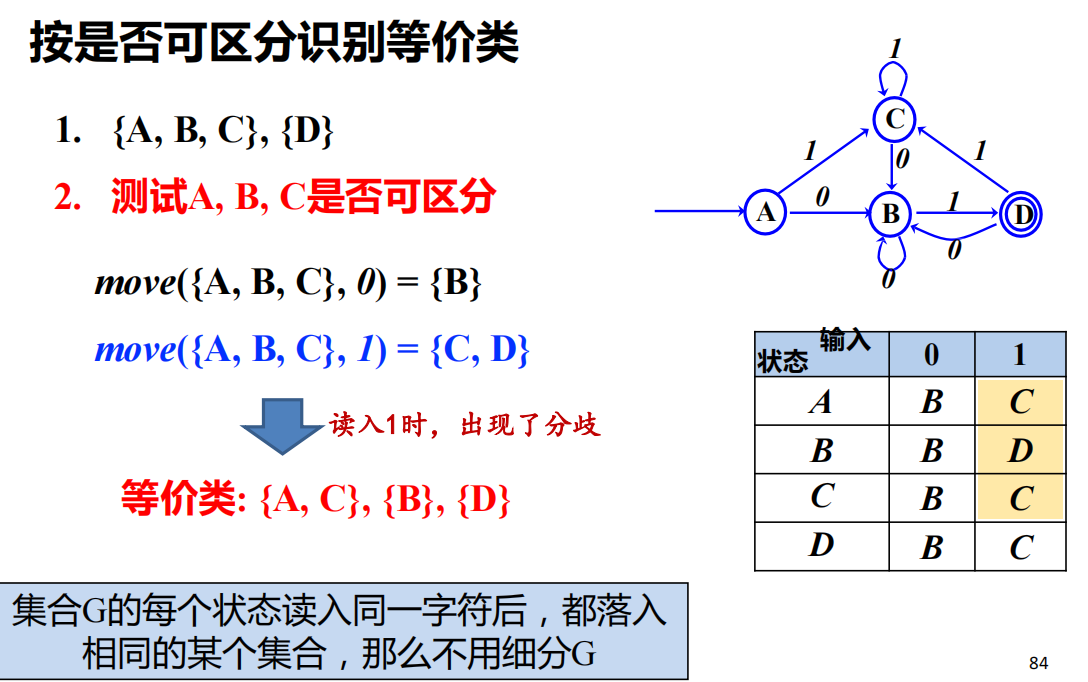 按是否可区分识别等价类
1. {A, B, C}, {D}
2. 测试A, B, C是否可区分
move({A, B, C}, 0) = {B}
move({A, B, C}, 1) = {C, D}
读入1时，出现了分歧
等价类: {A, C}, {B}, {D}
集合G的每个状态读入同一字符后，都落入
相同的某个集合，那么不用细分G
1
C
1
0
1
A
0
B
1
D
0
0
输入
状态 0 1
A B C
B B D
C B C
D B C
84